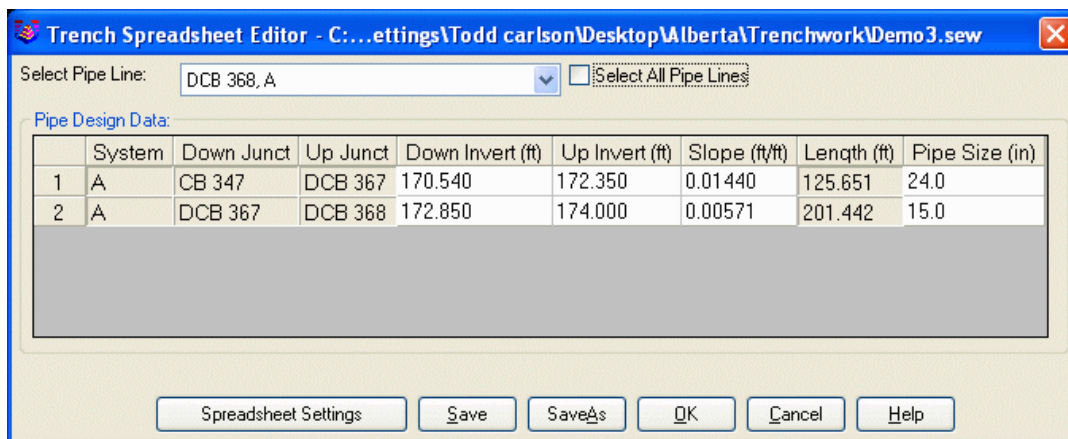 Trench Spreadsheet Editor - C:...ettings\Todd carlson\Desktop\Alberta\Trenchwork\Demo3.sew
Select Pipe Line: DCB 368, A Select All Pipe Lines
Pipe Design Data:
System Down Junct Up Junct Down Invert (ft) Up Invert (ft) Slope (ft/ft) Length (ft) Pipe Size (in)
1 A CB 347 DCB 367 170.540 172.350 0.01440 125.651 24.0
2 A DCB 367 DCB 368 172.850 174.000 0.00571 201.442 15.0
Spreadsheet Settings Save SaveAs OK Cancel Help